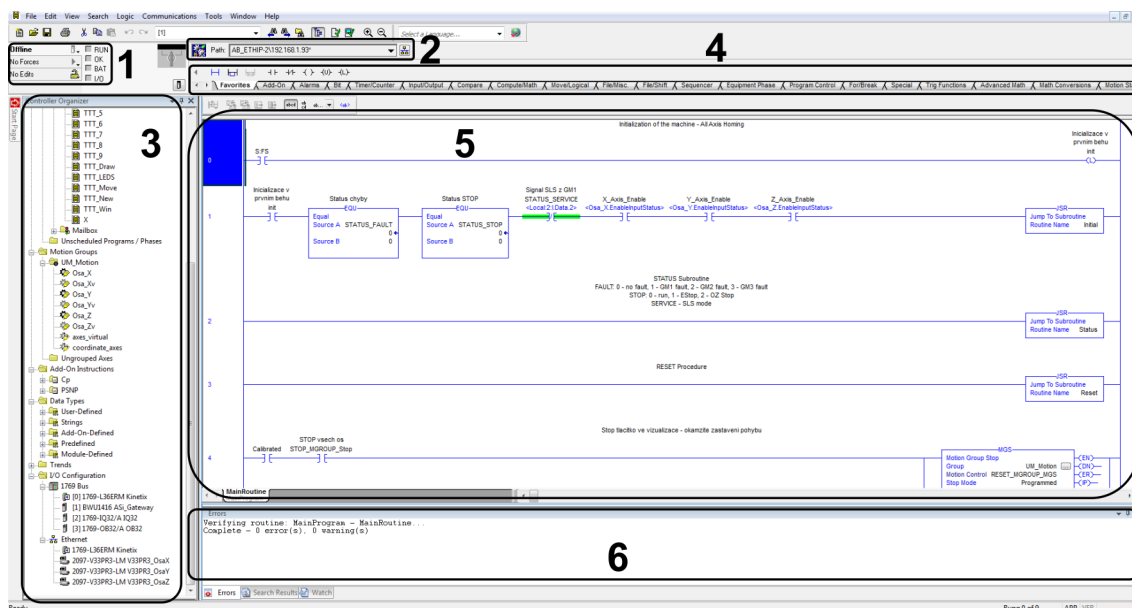 File Edit View Search Logic Communications Tools Window Help
[1]
Select a Language...
Offline
RUN
No Forces
OK
BAT
No Edits
I/O
1
Path: AB_ETHIP-2\192.168.1.93*
2
4
Favorites Add-On Alarms Bit Timer/Counter Input/Output Compare Compute/Math Move/Logical File/Misc. File/Shift Sequencer Equipment Phase Program Control For/Break Special Trig Functions Advanced Math Math Conversions Motion St
Start Page
Controller Organizer
3
TTT_5
TTT_6
TTT_7
TTT_8
TTT_9
TTT_Draw
TTT_LEDS
TTT_Move
TTT_New
TTT_Win
X
Mailbox
Unscheduled Programs / Phases
Motion Groups
UM_Motion
Osa_X
Osa_Xv
Osa_Y
Osa_Yv
Osa_Z
Osa_Zv
axes_virtual
coordinate_axes
Ungrouped Axes
Add-On Instructions
Cp
PSNP
Data Types
User-Defined
Strings
Add-On-Defined
Predefined
Module-Defined
Trends
I/O Configuration
1769 Bus
[0] 1769-L36ERM Kinetix
[1] BWU1416 ASi_Gateway
[2] 1769-IQ32/A IQ32
[3] 1769-OB32/A OB32
Ethernet
1769-L36ERM Kinetix
2097-V33PR3-LM V33PR3_OsaX
2097-V33PR3-LM V33PR3_OsaY
2097-V33PR3-LM V33PR3_OsaZ
5
Initialization of the machine - All Axis Homing
0
S:FS
Inicializace v
prvnim behu
init
L
1
Inicializace v
prvnim behu
init
Status chyby
EQU
Equal
Source A STATUS_FAULT
0
Source B 0
Status STOP
EQU
Equal
Source A STATUS_STOP
0
Source B 0
Signal SLS z GM1
STATUS_SERVICE
<Local:2:I.Data.2>
X_Axis_Enable
<Osa_X.EnableInputStatus>
Y_Axis_Enable
<Osa_Y.EnableInputStatus>
Z_Axis_Enable
<Osa_Z.EnableInputStatus>
JSR
Jump To Subroutine
Routine Name Initial
STATUS Subroutine
FAULT: 0 - no fault, 1 - GM1 fault, 2 - GM2 fault, 3 - GM3 fault
STOP: 0 - run, 1 - EStop, 2 - OZ Stop
SERVICE - SLS mode
2
JSR
Jump To Subroutine
Routine Name Status
RESET Procedure
3
JSR
Jump To Subroutine
Routine Name Reset
Stop tlacitko ve vizualizace - okamzite zastaveni pohybu
4
Calibrated
STOP vsech os
STOP_MGROUP_Stop
MGS
Motion Group Stop
Group UM_Motion
Motion Control RESET_MGROUP_MGS
Stop Mode Programmed
EN
DN
ER
IP
MainRoutine
Errors
Verifying routine: MainProgram - MainRoutine...
Complete - 0 error(s), 0 warning(s)
6
Errors Search Results Watch